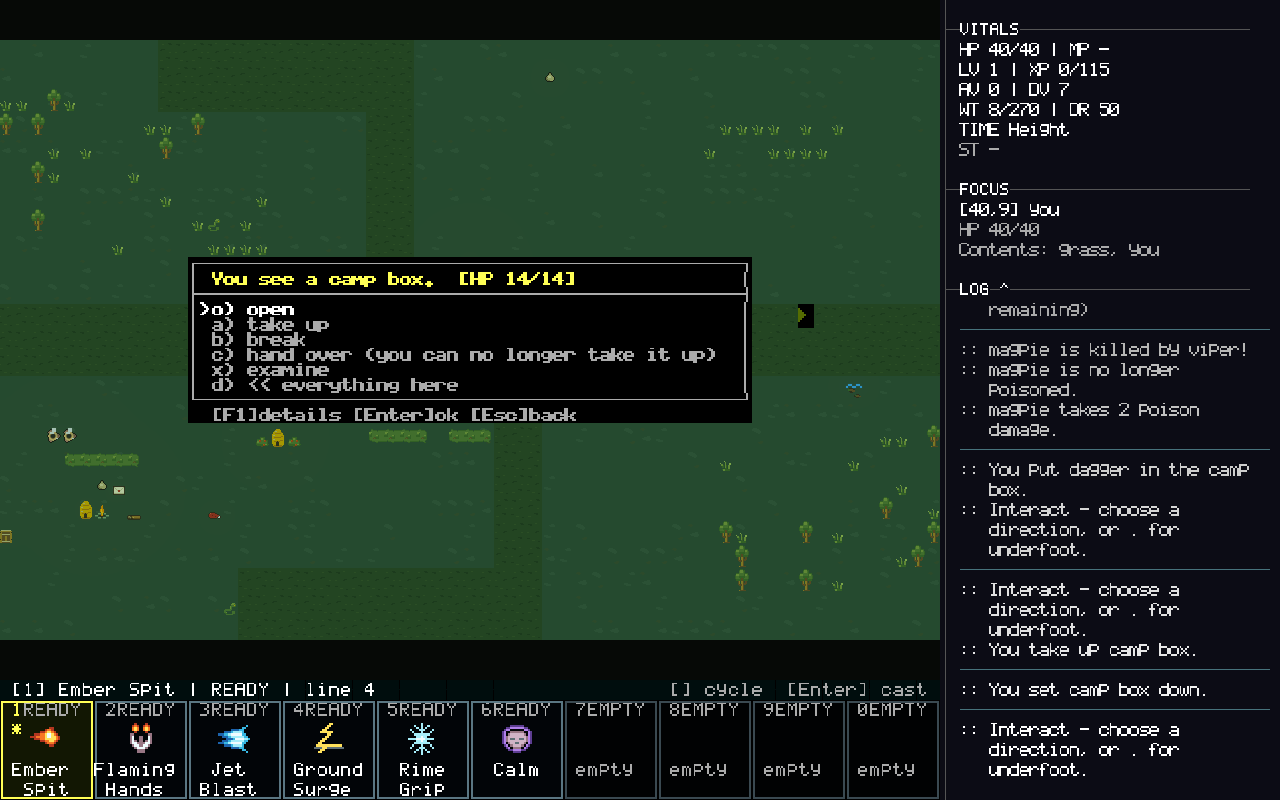 You see a camp box. [HP 14/14]
>o) open
a) take up
b) break
c) hand over (you can no longer take it up)
x) examine
d) << everything here
[F1]details [Enter]ok [Esc]back
[1] Ember Spit | READY | line 4
[] cycle [Enter] cast
1READY 2READY 3READY 4READY 5READY 6READY 7EMPTY 8EMPTY 9EMPTY 0EMPTY
*
Ember Spit
Flaming Hands
Jet Blast
Ground Surge
Rime Grip
Calm
empty
empty
empty
empty
VITALS
HP 40/40 | MP -
LV 1 | XP 0/115
AV 0 | DV 7
WT 8/270 | DR 50
TIME Height
ST -
FOCUS
[40,9] You
HP 40/40
Contents: grass, You
LOG ^
remaining)
:: magpie is killed by viper!
:: magpie is no longer
Poisoned.
:: magpie takes 2 Poison
damage.
:: You put dagger in the camp
box.
:: Interact - choose a
direction, or . for
underfoot.
:: Interact - choose a
direction, or . for
underfoot.
:: You take up camp box.
:: You set camp box down.
:: Interact - choose a
direction, or . for
underfoot.